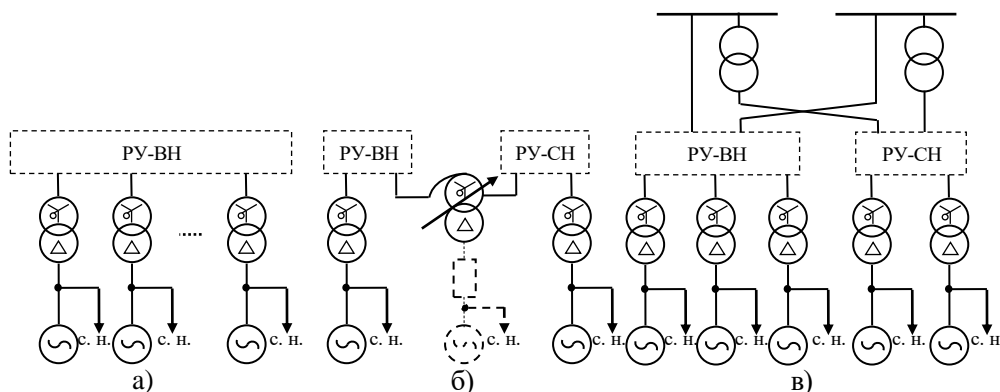 РУ-ВН
РУ-ВН
РУ-СН
РУ-ВН
РУ-СН
с. н.
с. н.
с. н.
с. н.
с. н.
с. н.
с. н.
с. н.
с. н.
с. н.
с. н.
а)
б)
в)